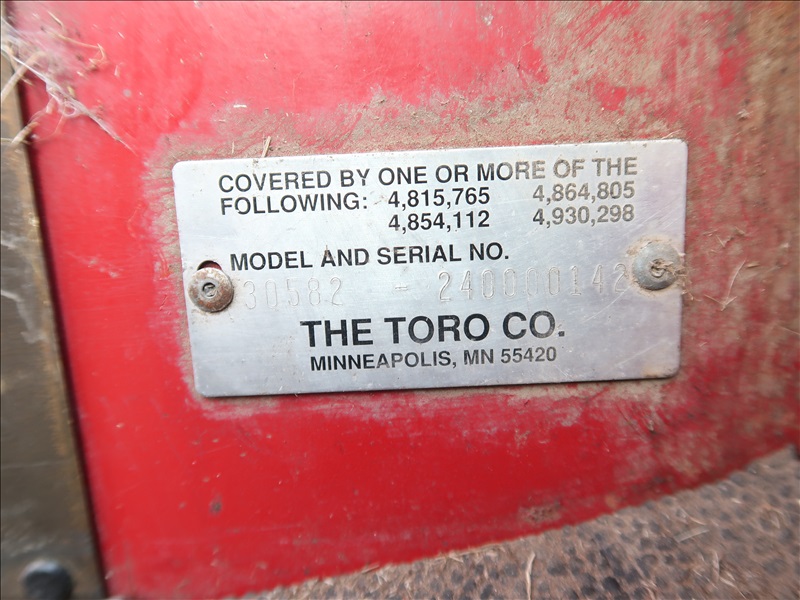 COVERED BY ONE OR MORE OF THE
FOLLOWING: 4,815,765 4,864,805
4,854,112 4,930,298
MODEL AND SERIAL NO.
30582 - 240000142
THE TORO CO.
MINNEAPOLIS, MN 55420